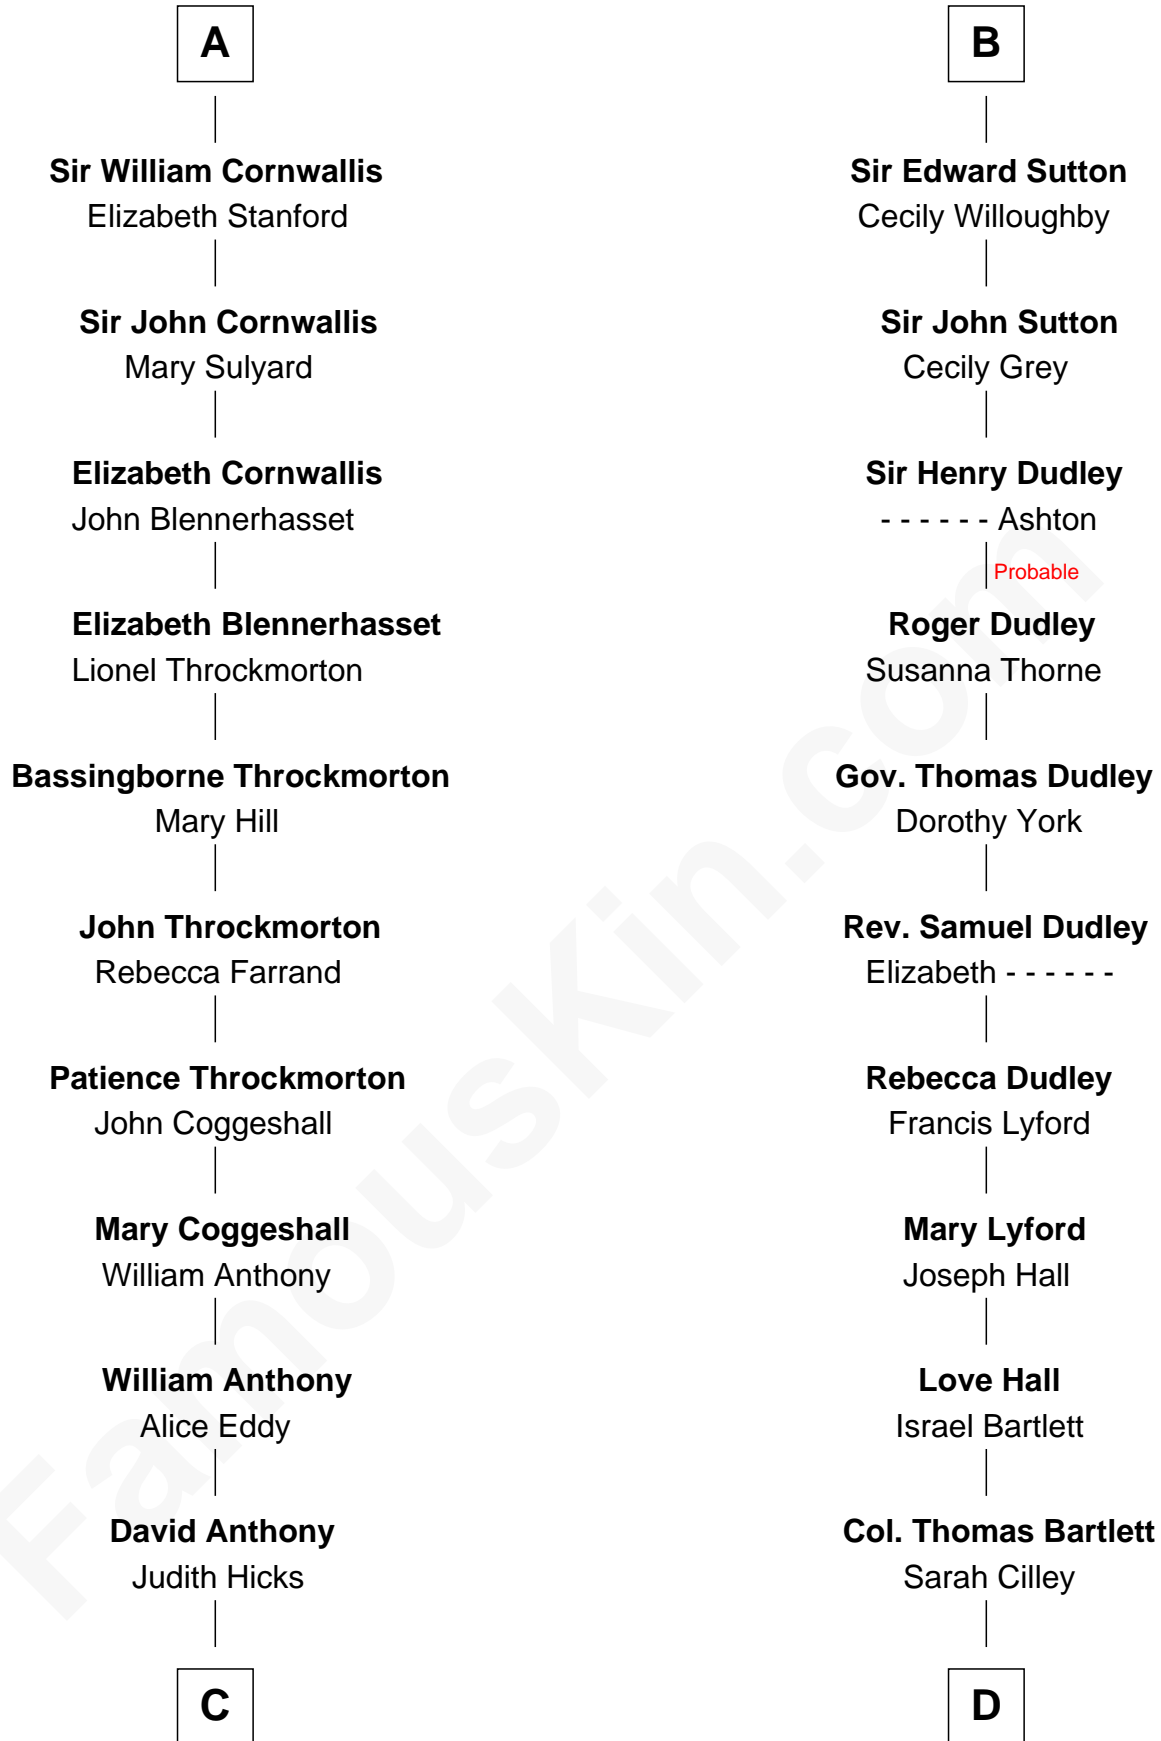 A
Sir William Cornwallis
Elizabeth Stanford
Sir John Cornwallis
Mary Sulyard
Elizabeth Cornwallis
John Blennerhasset
Elizabeth Blennerhasset
Lionel Throckmorton
Bassingborne Throckmorton
Mary Hill
John Throckmorton
Rebecca Farrand
Patience Throckmorton
John Coggeshall
Mary Coggeshall
William Anthony
William Anthony
Alice Eddy
David Anthony
Judith Hicks
C
B
Sir Edward Sutton
Cecily Willoughby
Sir John Sutton
Cecily Grey
Sir Henry Dudley
- - - - - - Ashton
Probable
Roger Dudley
Susanna Thorne
Gov. Thomas Dudley
Dorothy York
Rev. Samuel Dudley
Elizabeth - - - - - -
Rebecca Dudley
Francis Lyford
Mary Lyford
Joseph Hall
Love Hall
Israel Bartlett
Col. Thomas Bartlett
Sarah Cilley
D
FamousKin.com